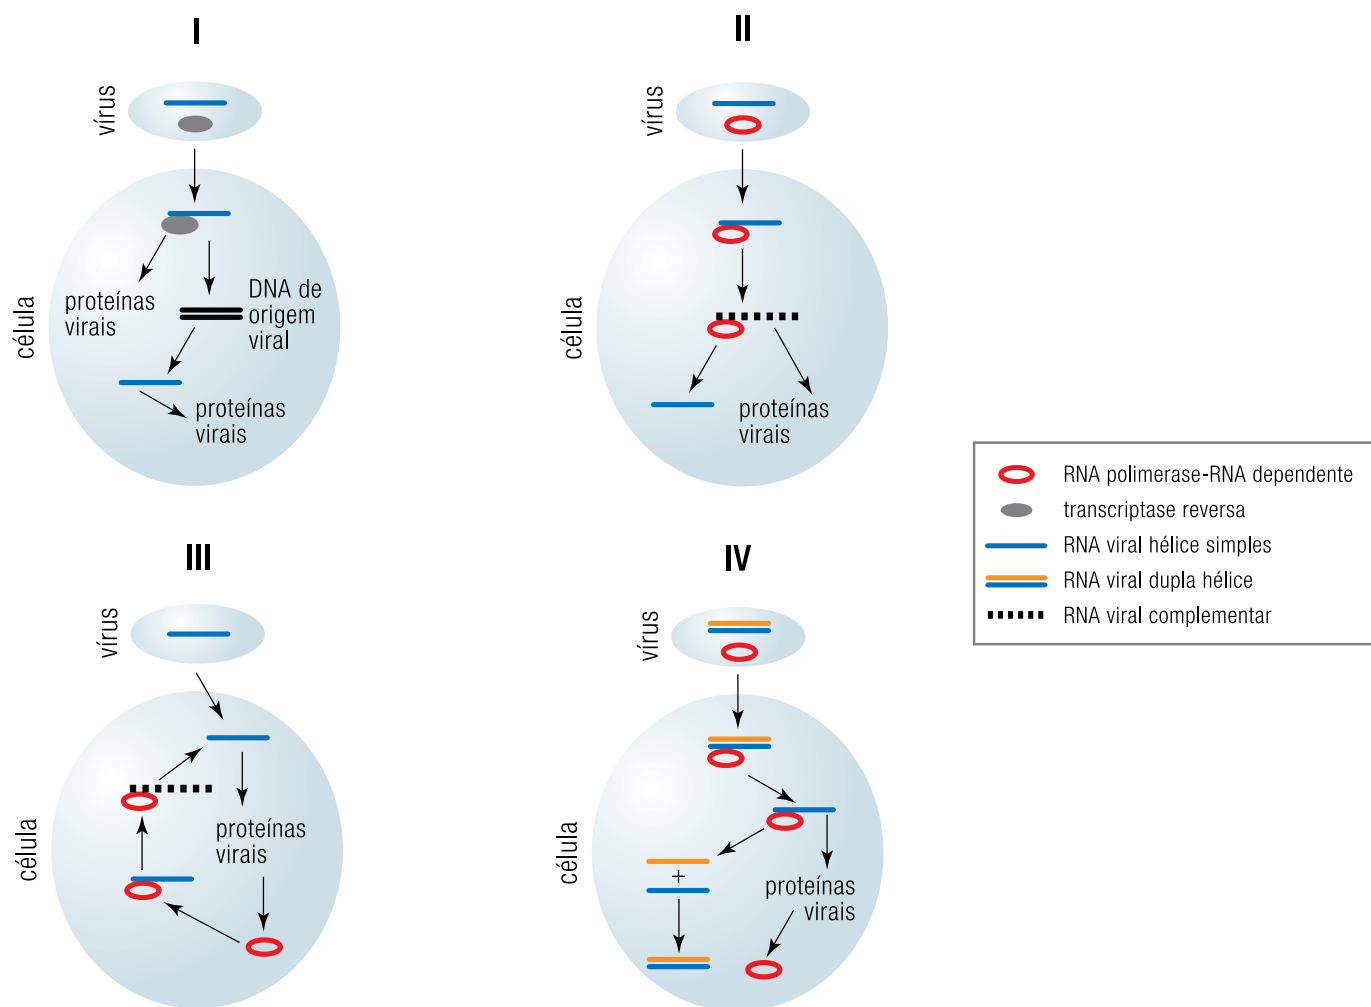 I
vírus
célula
proteínas
virais
DNA de
origem
viral
proteínas
virais
II
vírus
célula
proteínas
virais
RNA polimerase-RNA dependente
transcriptase reversa
RNA viral hélice simples
RNA viral dupla hélice
RNA viral complementar
III
vírus
célula
proteínas
virais
IV
vírus
célula
+
proteínas
virais